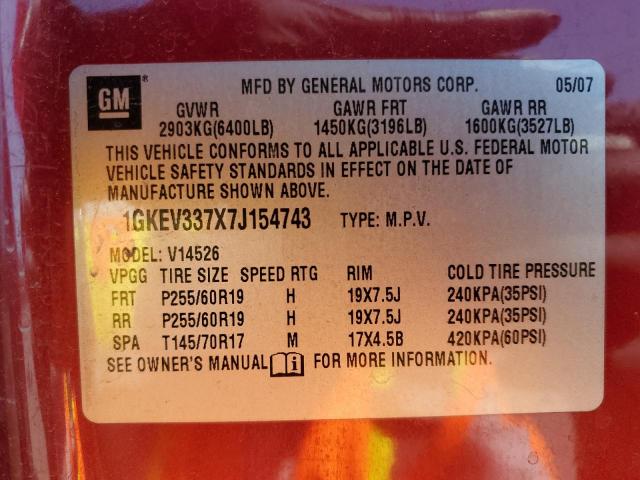 GM ® MFD BY GENERAL MOTORS CORP. 05/07
GVWR GAWR FRT GAWR RR
2903KG(6400LB) 1450KG(3196LB) 1600KG(3527LB)
THIS VEHICLE CONFORMS TO ALL APPLICABLE U.S. FEDERAL MOTOR
VEHICLE SAFETY STANDARDS IN EFFECT ON THE DATE OF
MANUFACTURE SHOWN ABOVE.
1GKEV337X7J154743 TYPE: M.P.V.
MODEL: V14526
VPGG TIRE SIZE SPEED RTG RIM COLD TIRE PRESSURE
FRT P255/60R19 H 19X7.5J 240KPA(35PSI)
RR P255/60R19 H 19X7.5J 240KPA(35PSI)
SPA T145/70R17 M 17X4.5B 420KPA(60PSI)
SEE OWNER'S MANUAL i FOR MORE INFORMATION.